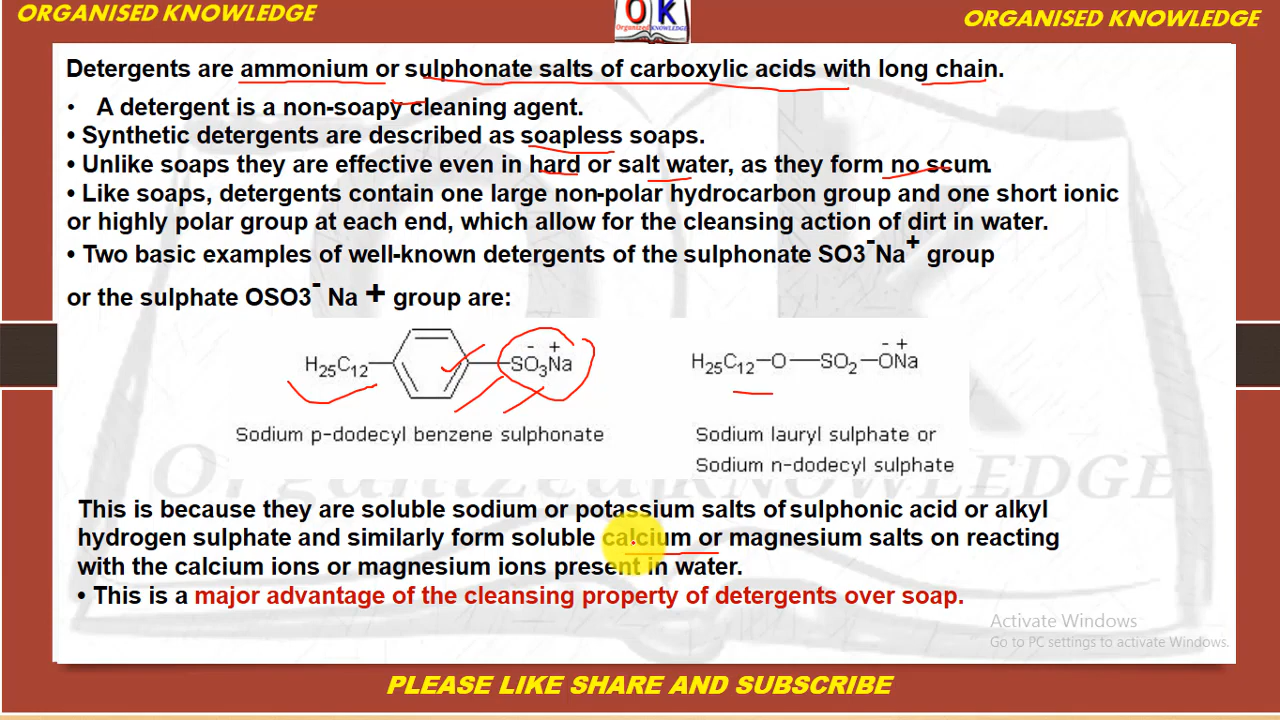 ORGANISED KNOWLEDGE
OK
Organized KNOWLEDGE
ORGANISED KNOWLEDGE
Detergents are ammonium or sulphonate salts of carboxylic acids with long chain.
• A detergent is a non-soapy cleaning agent.
• Synthetic detergents are described as soapless soaps.
• Unlike soaps they are effective even in hard or salt water, as they form no scum.
• Like soaps, detergents contain one large non-polar hydrocarbon group and one short ionic
or highly polar group at each end, which allow for the cleansing action of dirt in water.
• Two basic examples of well-known detergents of the sulphonate SO3⁻Na⁺ group
or the sulphate OSO3⁻ Na + group are:
H₂₅C₁₂ SO₃Na - +
H₂₅C₁₂—O—SO₂—ONa - +
Sodium p-dodecyl benzene sulphonate
Sodium lauryl sulphate or
Sodium n-dodecyl sulphate
Organized KNOWLEDGE
This is because they are soluble sodium or potassium salts of sulphonic acid or alkyl
hydrogen sulphate and similarly form soluble calcium or magnesium salts on reacting
with the calcium ions or magnesium ions present in water.
• This is a major advantage of the cleansing property of detergents over soap.
Activate Windows
Go to PC settings to activate Windows.
PLEASE LIKE SHARE AND SUBSCRIBE